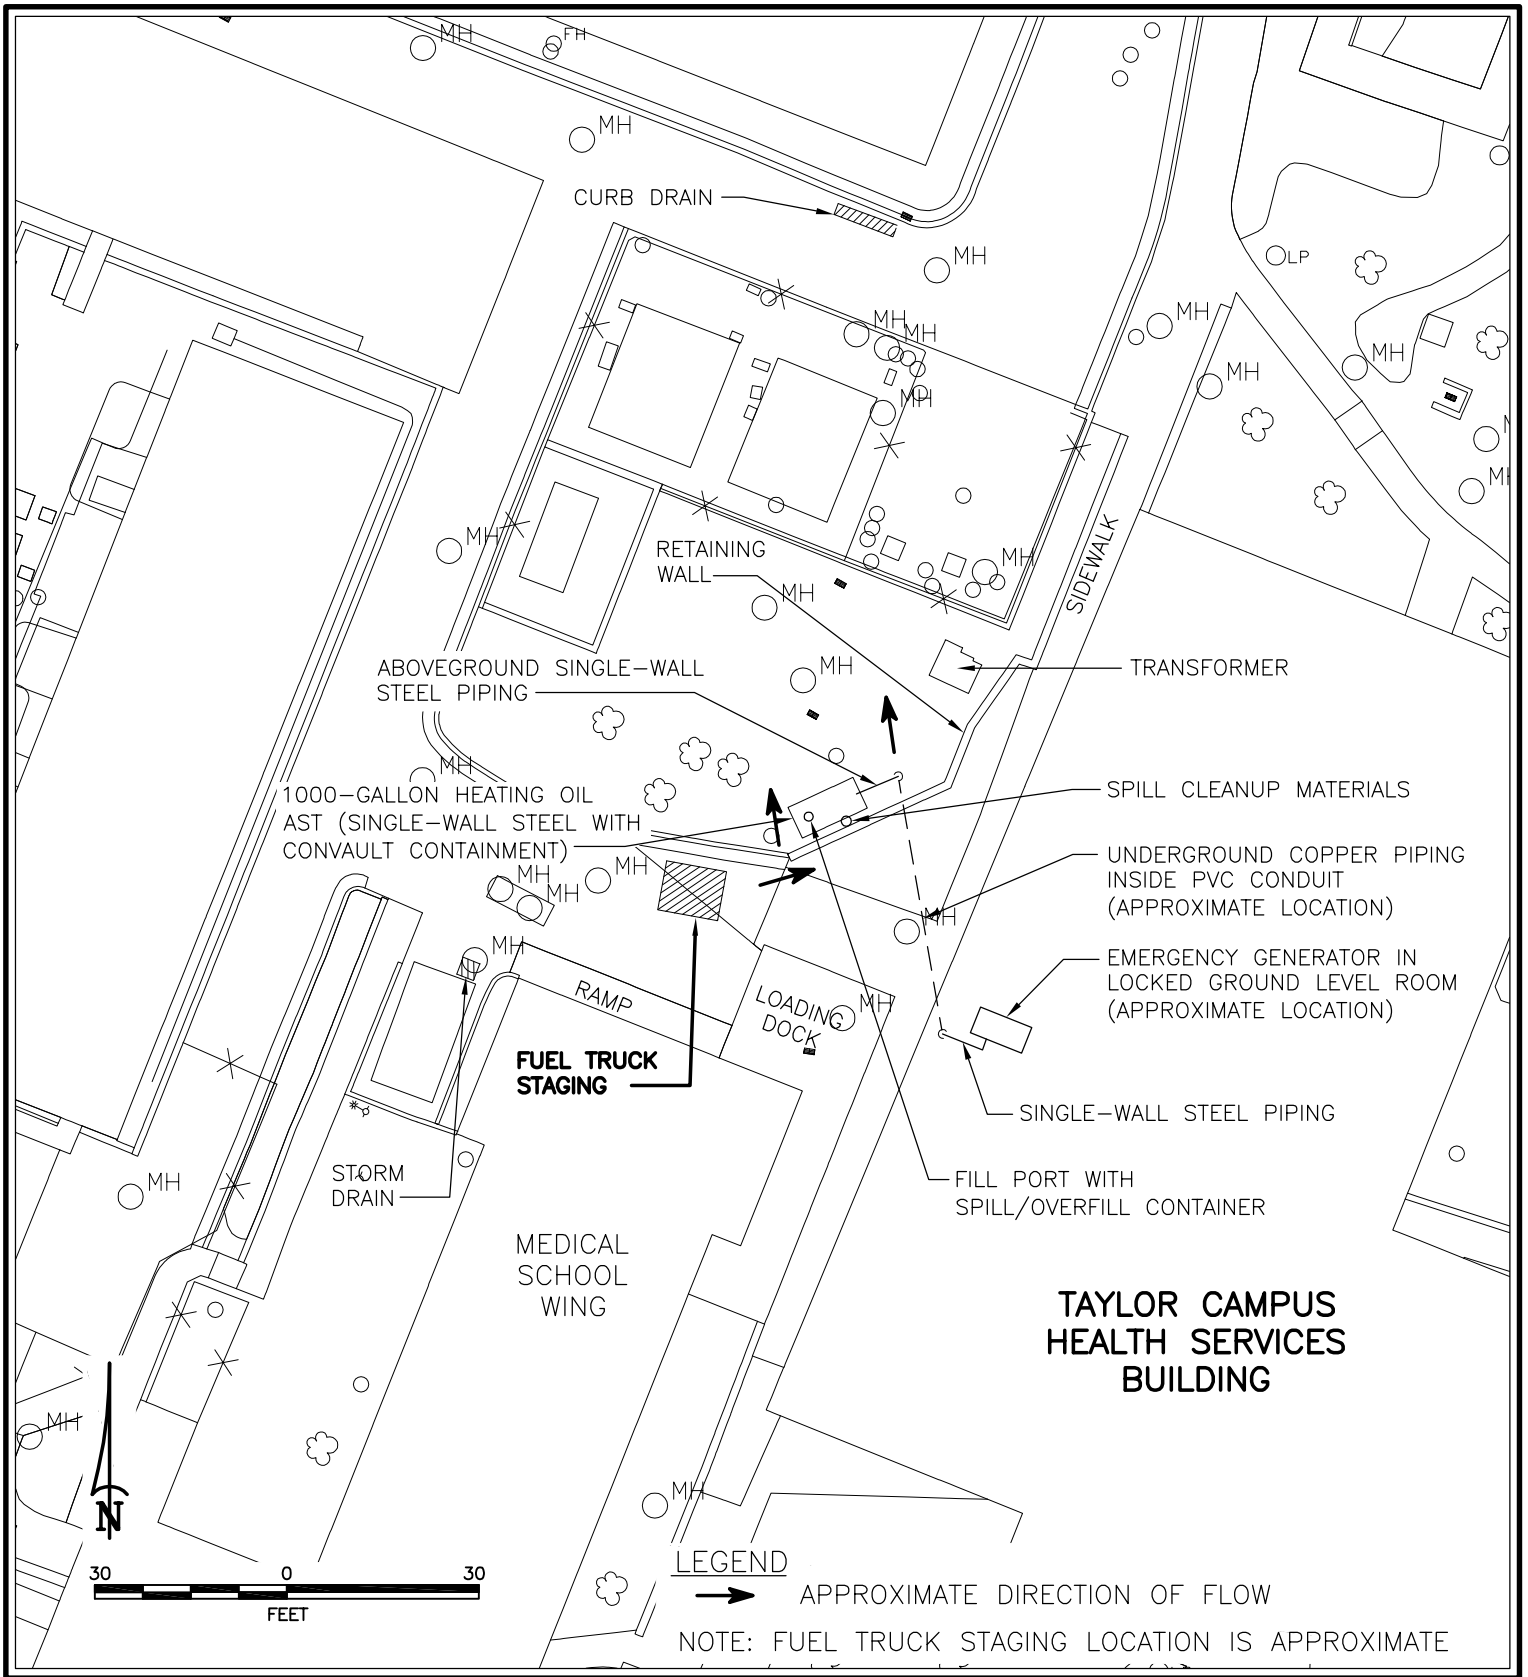 MH
FH
MH
CURB DRAIN
MH
LP
MH
MH
MH
MH
MH
MH
MH
RETAINING
WALL
MH
MH
SIDEWALK
MH
ABOVEGROUND SINGLE-WALL
STEEL PIPING
MH
TRANSFORMER
MH
1000-GALLON HEATING OIL
AST (SINGLE-WALL STEEL WITH
CONVAULT CONTAINMENT)
SPILL CLEANUP MATERIALS
MH
MH
MH
UNDERGROUND COPPER PIPING
INSIDE PVC CONDUIT
(APPROXIMATE LOCATION)
MH
MH
EMERGENCY GENERATOR IN
LOCKED GROUND LEVEL ROOM
(APPROXIMATE LOCATION)
RAMP
LOADING
DOCK
MH
FUEL TRUCK
STAGING
SINGLE-WALL STEEL PIPING
STORM
DRAIN
MH
FILL PORT WITH
SPILL/OVERFILL CONTAINER
MEDICAL
SCHOOL
WING
TAYLOR CAMPUS
HEALTH SERVICES
BUILDING
MH
MH
N
30 0 30
FEET
LEGEND
APPROXIMATE DIRECTION OF FLOW
NOTE: FUEL TRUCK STAGING LOCATION IS APPROXIMATE